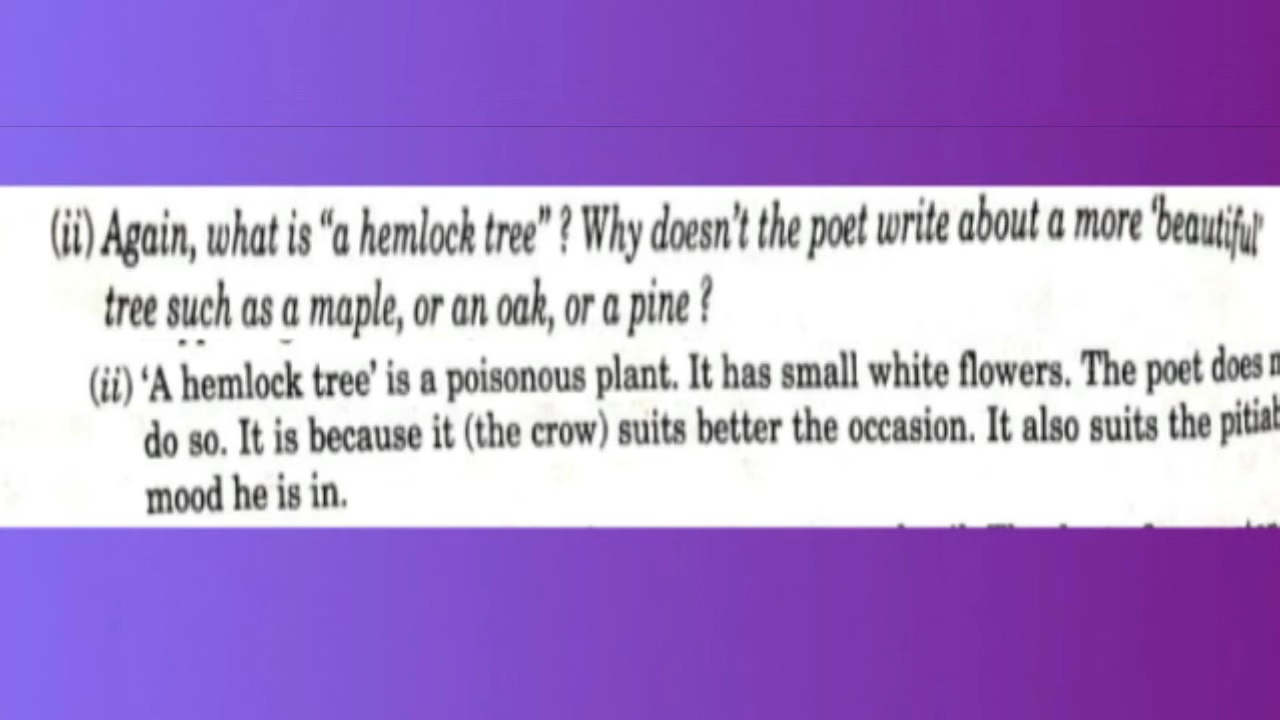 (ii) Again, what is “a hemlock tree” ? Why doesn’t the poet write about a more ‘beautiful’
tree such as a maple, or an oak, or a pine ?
(ii) ‘A hemlock tree’ is a poisonous plant. It has small white flowers. The poet does
do so. It is because it (the crow) suits better the occasion. It also suits the
mood he is in.